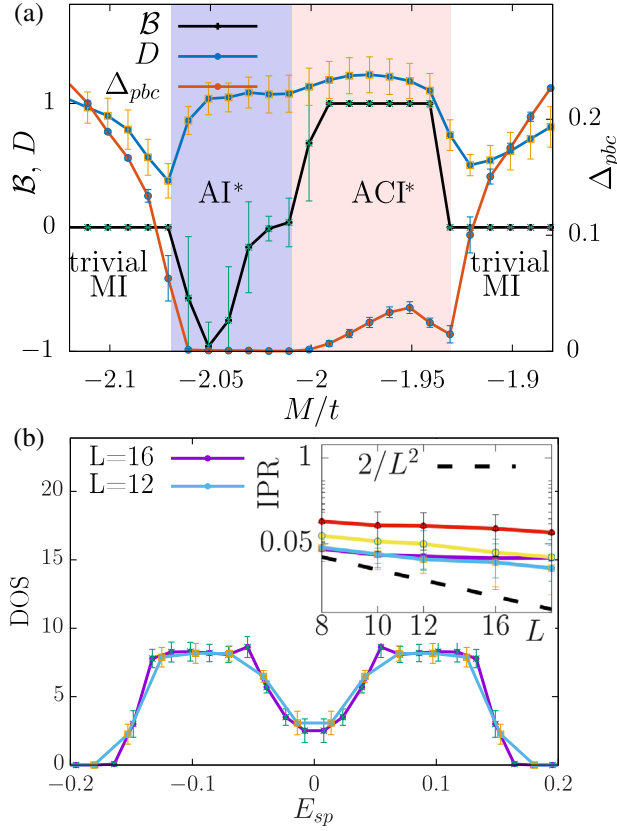 (a)
ℬ
D
Δ_pbc
ℬ, D
1
0
−1
0.2
0.1
0
Δ_pbc
AI*
ACI*
trivial
MI
trivial
MI
−2.1 −2.05 −2 −1.95 −1.9
M/t
(b)
L=16
L=12
DOS
20
15
10
5
0
−0.2 −0.1 0 0.1 0.2
E_sp
2/L²
IPR
1
0.05
8 10 12 16 L